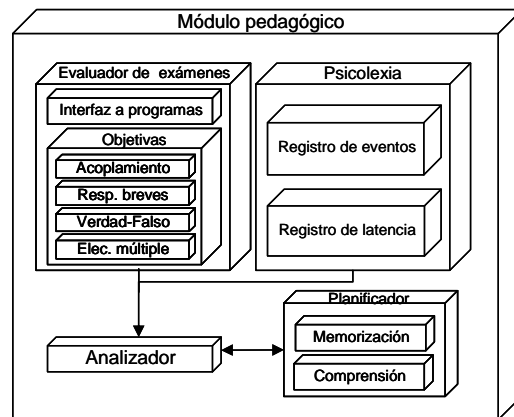 Módulo pedagógico
Evaluador de exámenes
Interfaz a programas
Objetivas
Acoplamiento
Resp. breves
Verdad-Falso
Elec. múltiple
Psicolexia
Registro de eventos
Registro de latencia
Analizador
Planificador
Memorización
Comprensión